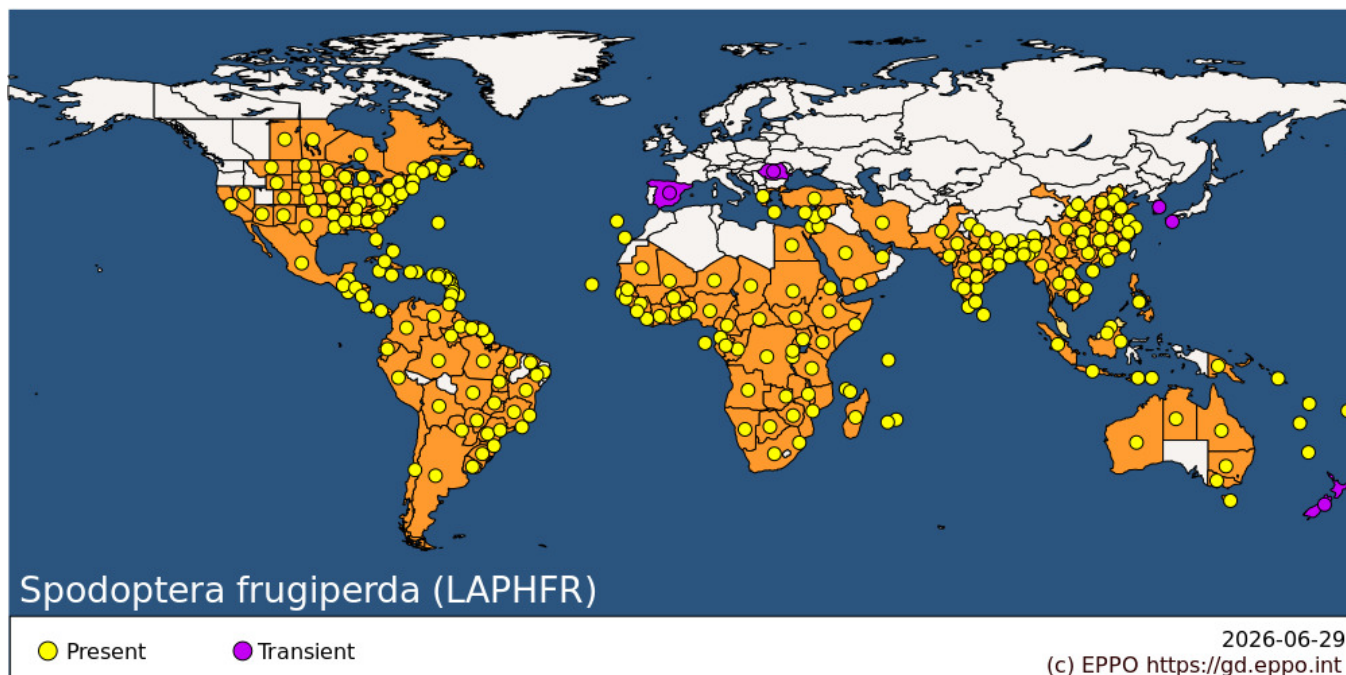 Spodoptera frugiperda (LAPHFR)
Present
Transient
2026-06-29
(c) EPPO https://gd.eppo.int